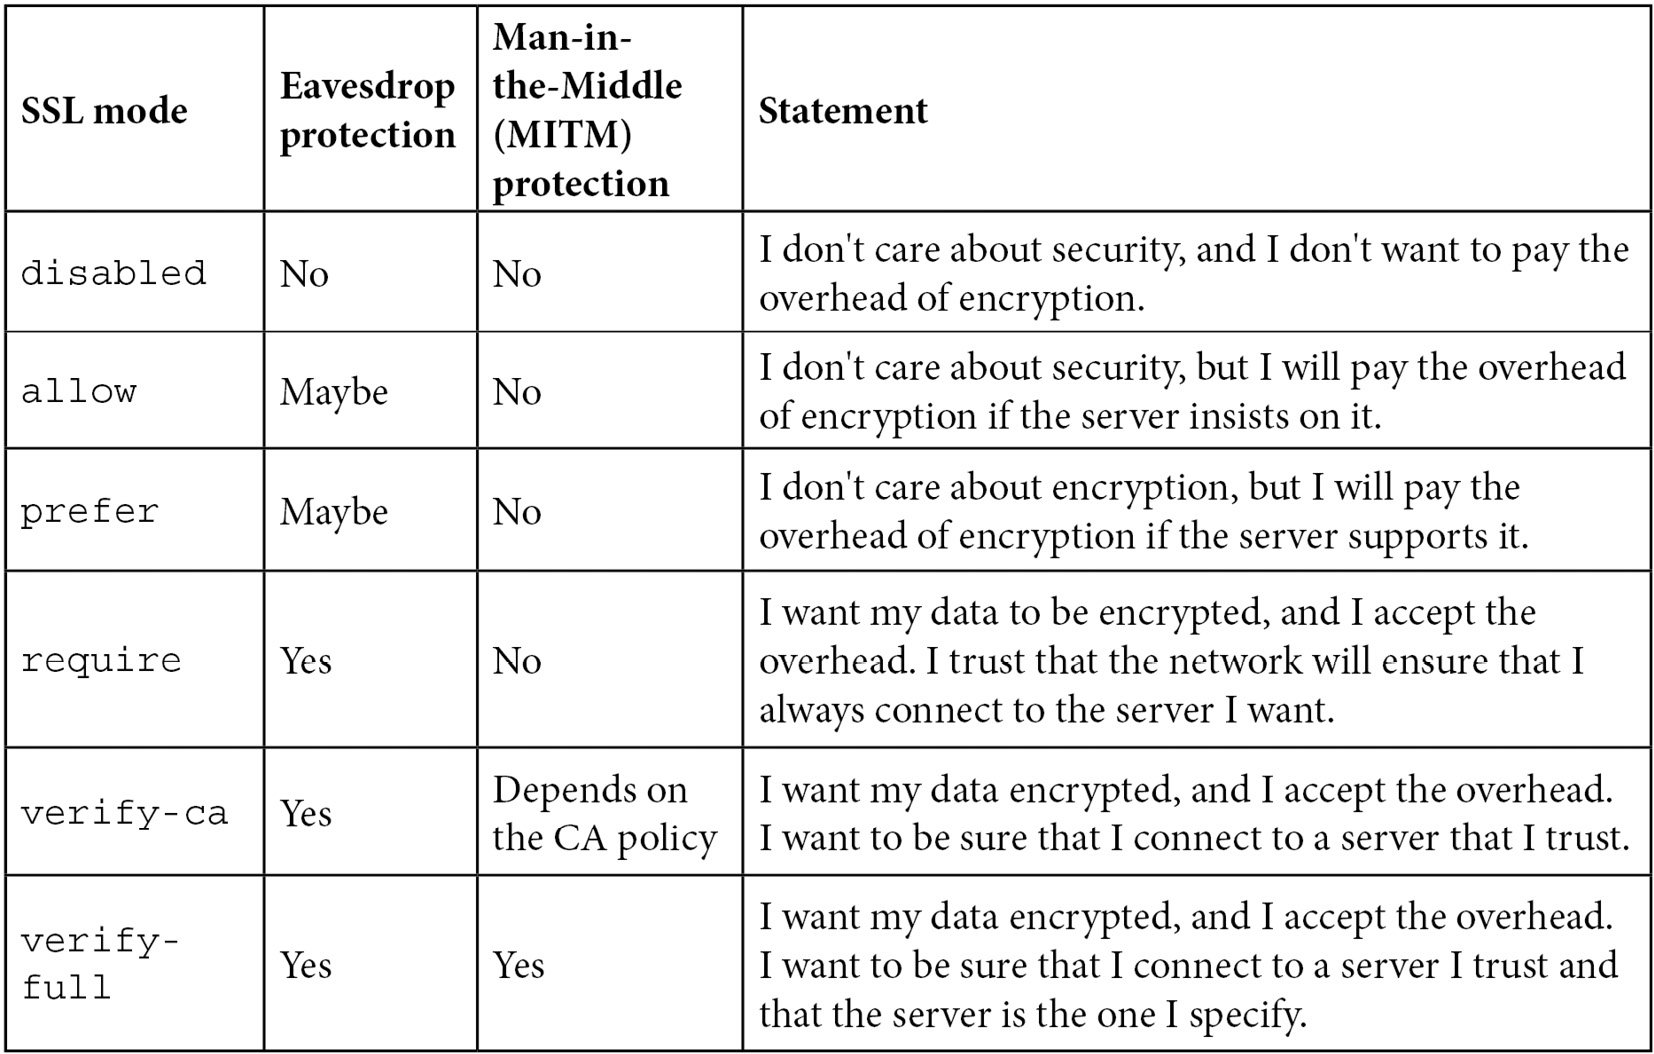 SSL mode
Eavesdrop
protection
Man-in-
the-Middle
(MITM)
protection
Statement
disabled
No
No
I don't care about security, and I don't want to pay the
overhead of encryption.
allow
Maybe
No
I don't care about security, but I will pay the overhead
of encryption if the server insists on it.
prefer
Maybe
No
I don't care about encryption, but I will pay the
overhead of encryption if the server supports it.
require
Yes
No
I want my data to be encrypted, and I accept the
overhead. I trust that the network will ensure that I
always connect to the server I want.
verify-ca
Yes
Depends on
the CA policy
I want my data encrypted, and I accept the overhead.
I want to be sure that I connect to a server that I trust.
verify-
full
Yes
Yes
I want my data encrypted, and I accept the overhead.
I want to be sure that I connect to a server I trust and
that the server is the one I specify.